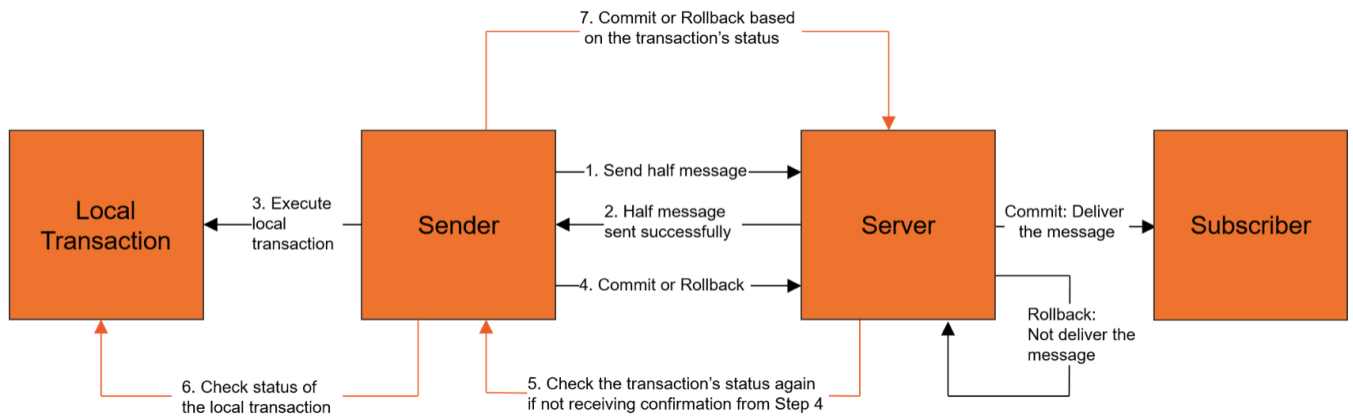 7. Commit or Rollback based
on the transaction’s status
Local
Transaction
3. Execute
local
transaction
Sender
1. Send half message
2. Half message
sent successfully
4. Commit or Rollback
Server
Commit: Deliver
the message
Subscriber
Rollback:
Not deliver the
message
6. Check status of
the local transaction
5. Check the transaction’s status again
if not receiving confirmation from Step 4